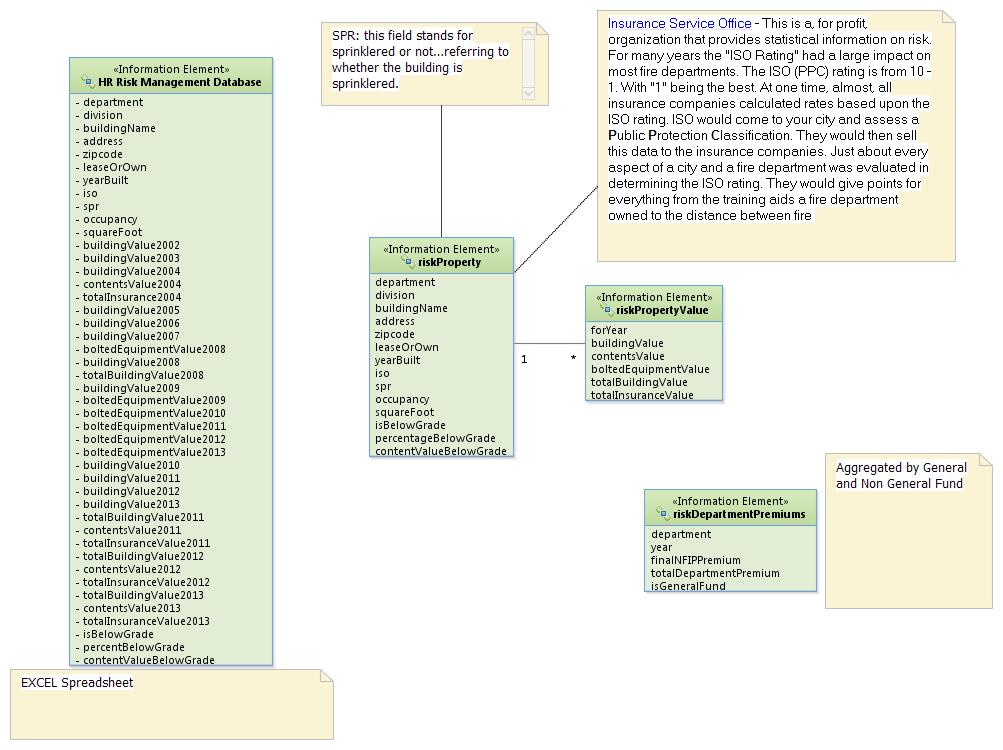 «Information Element»
HR Risk Management Database
- department
- division
- buildingName
- address
- zipcode
- leaseOrOwn
- yearBuilt
- iso
- spr
- occupancy
- squareFoot
- buildingValue2002
- buildingValue2003
- buildingValue2004
- contentsValue2004
- totalInsurance2004
- buildingValue2005
- buildingValue2006
- buildingValue2007
- boltedEquipmentValue2008
- buildingValue2008
- totalBuildingValue2008
- buildingValue2009
- boltedEquipmentValue2009
- boltedEquipmentValue2010
- boltedEquipmentValue2011
- boltedEquipmentValue2012
- boltedEquipmentValue2013
- buildingValue2010
- buildingValue2011
- buildingValue2012
- buildingValue2013
- totalBuildingValue2011
- contentsValue2011
- totalInsuranceValue2011
- totalBuildingValue2012
- contentsValue2012
- totalInsuranceValue2012
- totalBuildingValue2013
- contentsValue2013
- totalInsuranceValue2013
- isBelowGrade
- percentBelowGrade
- contentValueBelowGrade
EXCEL Spreadsheet
SPR: this field stands for
sprinklered or not...referring to
whether the building is
sprinklered.
Insurance Service Office - This is a, for profit,
organization that provides statistical information on risk.
For many years the "ISO Rating" had a large impact on
most fire departments. The ISO (PPC) rating is from 10 -
1. With "1" being the best. At one time, almost, all
insurance companies calculated rates based upon the
ISO rating. ISO would come to your city and assess a
Public Protection Classification. They would then sell
this data to the insurance companies. Just about every
aspect of a city and a fire department was evaluated in
determining the ISO rating. They would give points for
everything from the training aids a fire department
owned to the distance between fire
«Information Element»
riskProperty
department
division
buildingName
address
zipcode
leaseOrOwn
yearBuilt
iso
spr
occupancy
squareFoot
isBelowGrade
percentageBelowGrade
contentValueBelowGrade
1
*
«Information Element»
riskPropertyValue
forYear
buildingValue
contentsValue
boltedEquipmentValue
totalBuildingValue
totalInsuranceValue
«Information Element»
riskDepartmentPremiums
department
year
finalNFIPPremium
totalDepartmentPremium
isGeneralFund
Aggregated by General
and Non General Fund